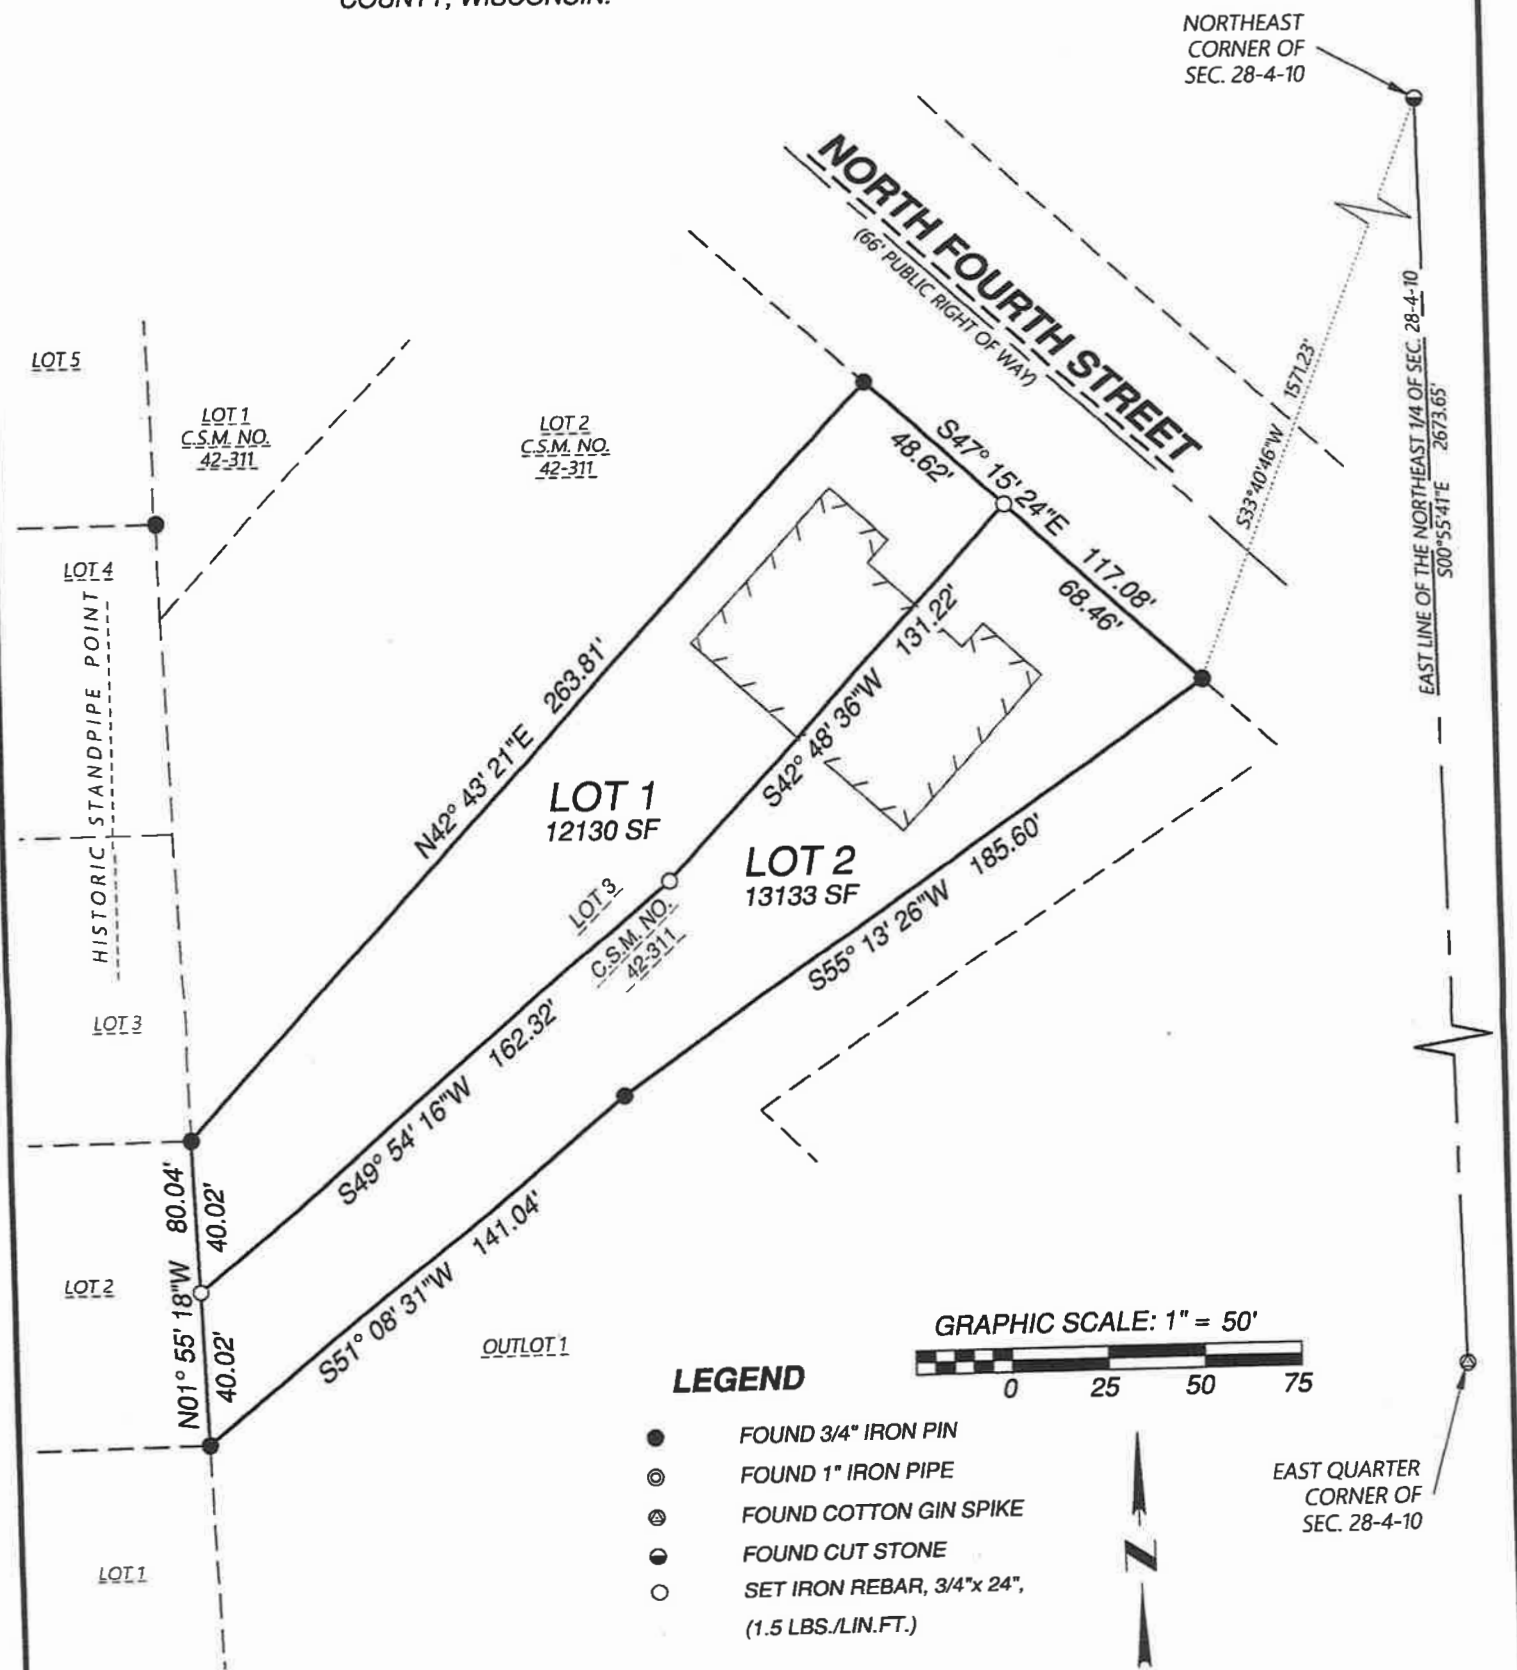 COUNTY, WISCONSIN.
NORTHEAST
CORNER OF
SEC. 28-4-10
NORTH FOURTH STREET
(66' PUBLIC RIGHT OF WAY)
LOT 5
LOT 1
C.S.M. NO.
42-311
LOT 2
C.S.M. NO.
42-311
S47° 15' 24"E 117.08'
48.62'
68.46'
S33°40'46"W 1571.23'
EAST LINE OF THE NORTHEAST 1/4 OF SEC. 28-4-10
S00°55'41"E 2673.65'
LOT 4
HISTORIC STANDPIPE POINT
N42° 43' 21"E 263.81'
S42° 48' 36"W 131.22'
LOT 1
12130 SF
LOT 2
13133 SF
LOT 3
C.S.M. NO.
42-311
S55° 13' 26"W 185.60'
LOT 3
S49° 54' 16"W 162.32'
N01° 55' 18"W 80.04'
40.02'
40.02'
S51° 08' 31"W 141.04'
LOT 2
OUTLOT 1
LOT 1
GRAPHIC SCALE: 1" = 50'
0 25 50 75
LEGEND
FOUND 3/4" IRON PIN
FOUND 1" IRON PIPE
FOUND COTTON GIN SPIKE
FOUND CUT STONE
SET IRON REBAR, 3/4"x 24",
(1.5 LBS./LIN.FT.)
N
EAST QUARTER
CORNER OF
SEC. 28-4-10